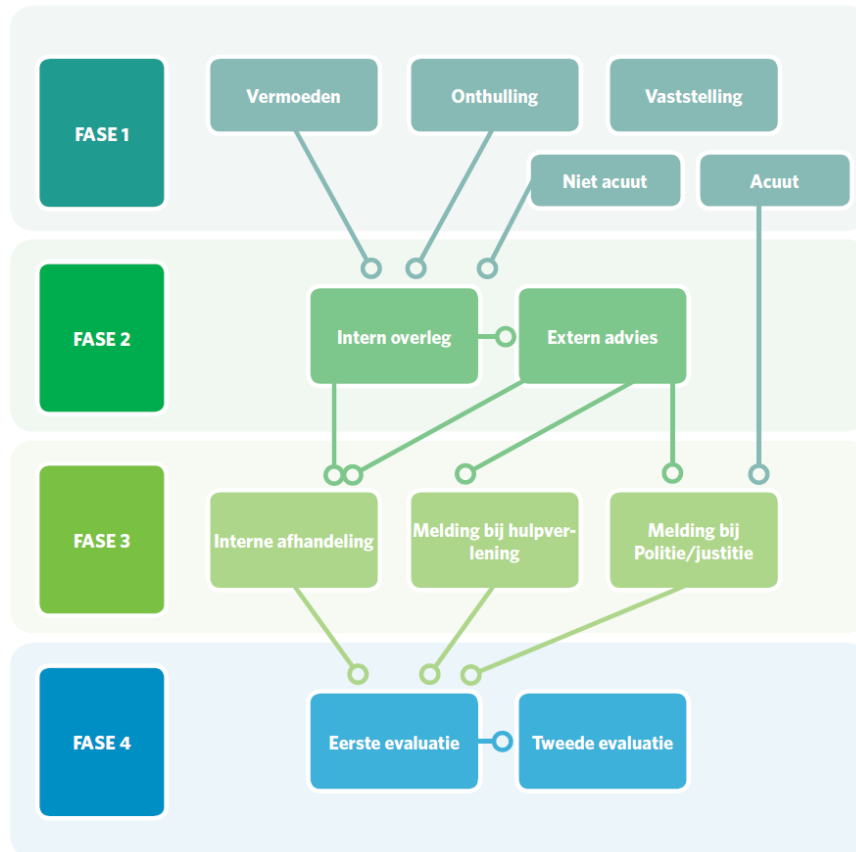 FASE 1
Vermoeden
Onthulling
Vaststelling
Niet acuut
Acuut
FASE 2
Intern overleg
Extern advies
FASE 3
Interne afhandeling
Melding bij hulpver-
lening
Melding bij
Politie/justitie
FASE 4
Eerste evaluatie
Tweede evaluatie